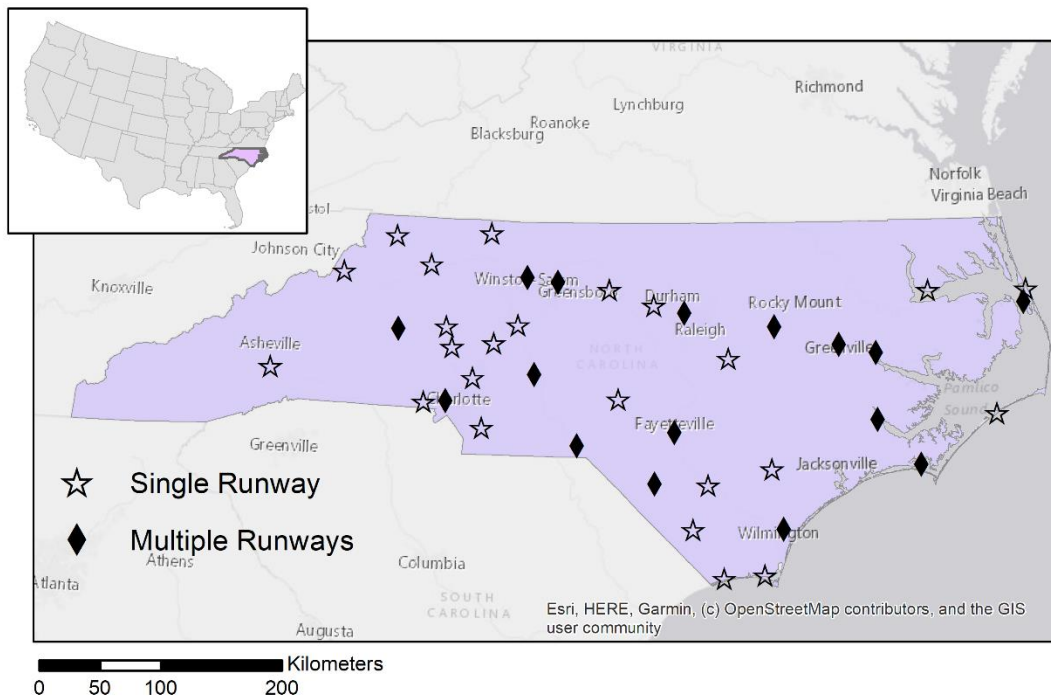 VIRGINIA
Richmond
Lynchburg
Roanoke
Blacksburg
Norfolk
Virginia Beach
stol
Johnson City
Knoxville
Winston Salem
Greensboro
Durham
Rocky Mount
Raleigh
Asheville
NORTH
CAROLINA
Greenville
Charlotte
Pamlico
Sound
Greenville
Fayetteville
Jacksonville
Single Runway
Multiple Runways
Wilmington
Athens
Columbia
Atlanta
SOUTH
CAROLINA
Augusta
Esri, HERE, Garmin, (c) OpenStreetMap contributors, and the GIS
user community
Kilometers
0 50 100 200